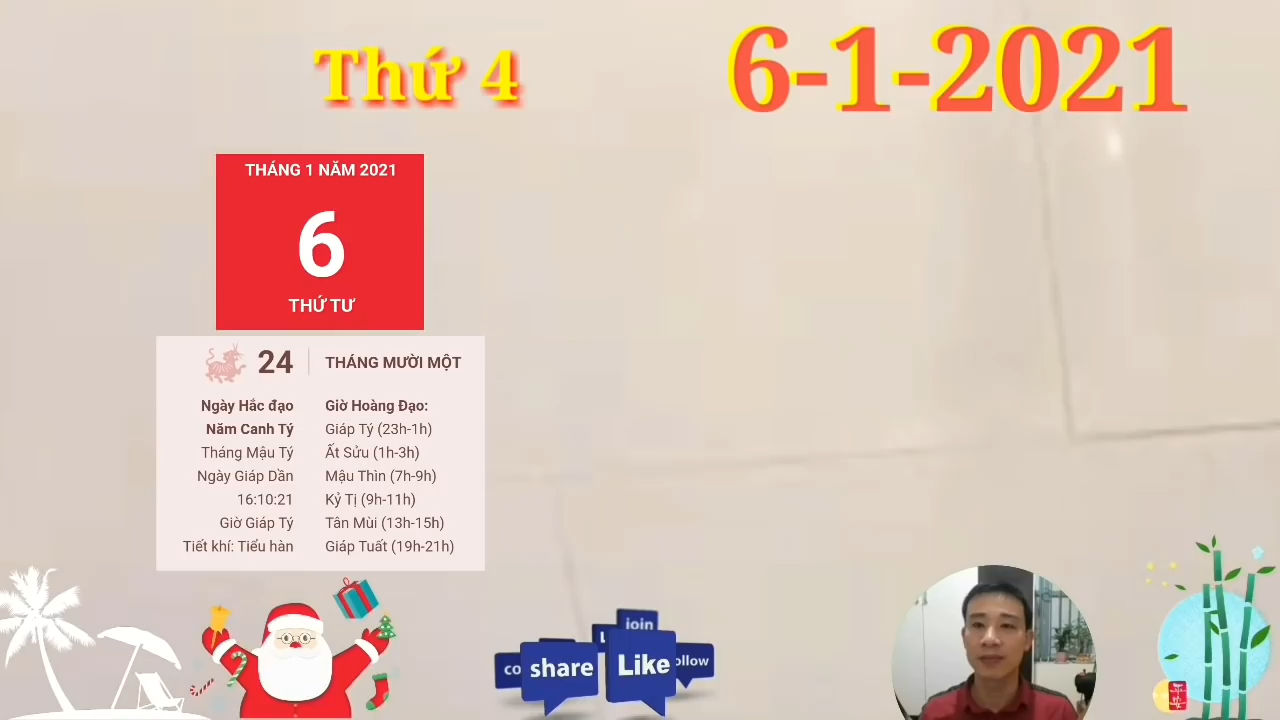 Thứ 4
6-1-2021
THÁNG 1 NĂM 2021
6
THỨ TƯ
24
THÁNG MƯỜI MỘT
Ngày Hắc đạo
Năm Canh Tý
Tháng Mậu Tý
Ngày Giáp Dần
16:10:21
Giờ Giáp Tý
Tiết khí: Tiểu hàn
Giờ Hoàng Đạo:
Giáp Tý (23h-1h)
Ất Sửu (1h-3h)
Mậu Thìn (7h-9h)
Kỷ Tị (9h-11h)
Tân Mùi (13h-15h)
Giáp Tuất (19h-21h)
join
co share Like ollow